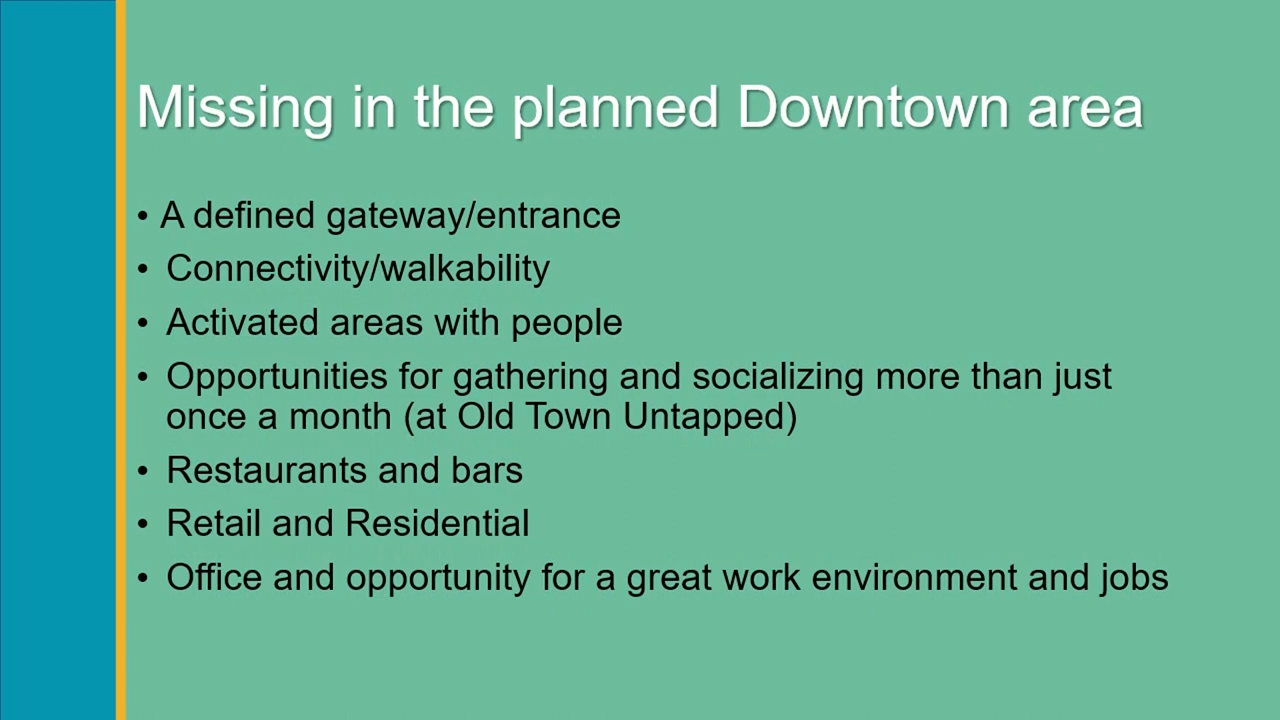 Missing in the planned Downtown area
• A defined gateway/entrance
• Connectivity/walkability
• Activated areas with people
• Opportunities for gathering and socializing more than just
once a month (at Old Town Untapped)
• Restaurants and bars
• Retail and Residential
• Office and opportunity for a great work environment and jobs